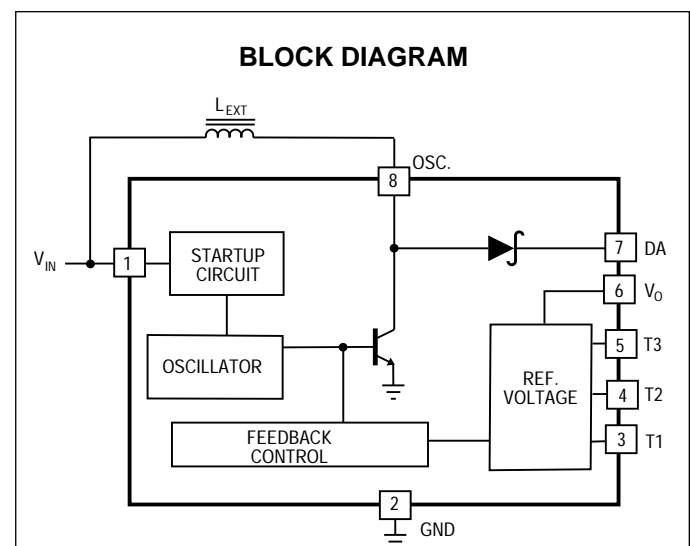 BLOCK DIAGRAM
LEXT
OSC.
8
VIN
1
STARTUP
CIRCUIT
7 DA
6 VO
OSCILLATOR
REF.
VOLTAGE
5 T3
4 T2
3 T1
FEEDBACK
CONTROL
2
GND